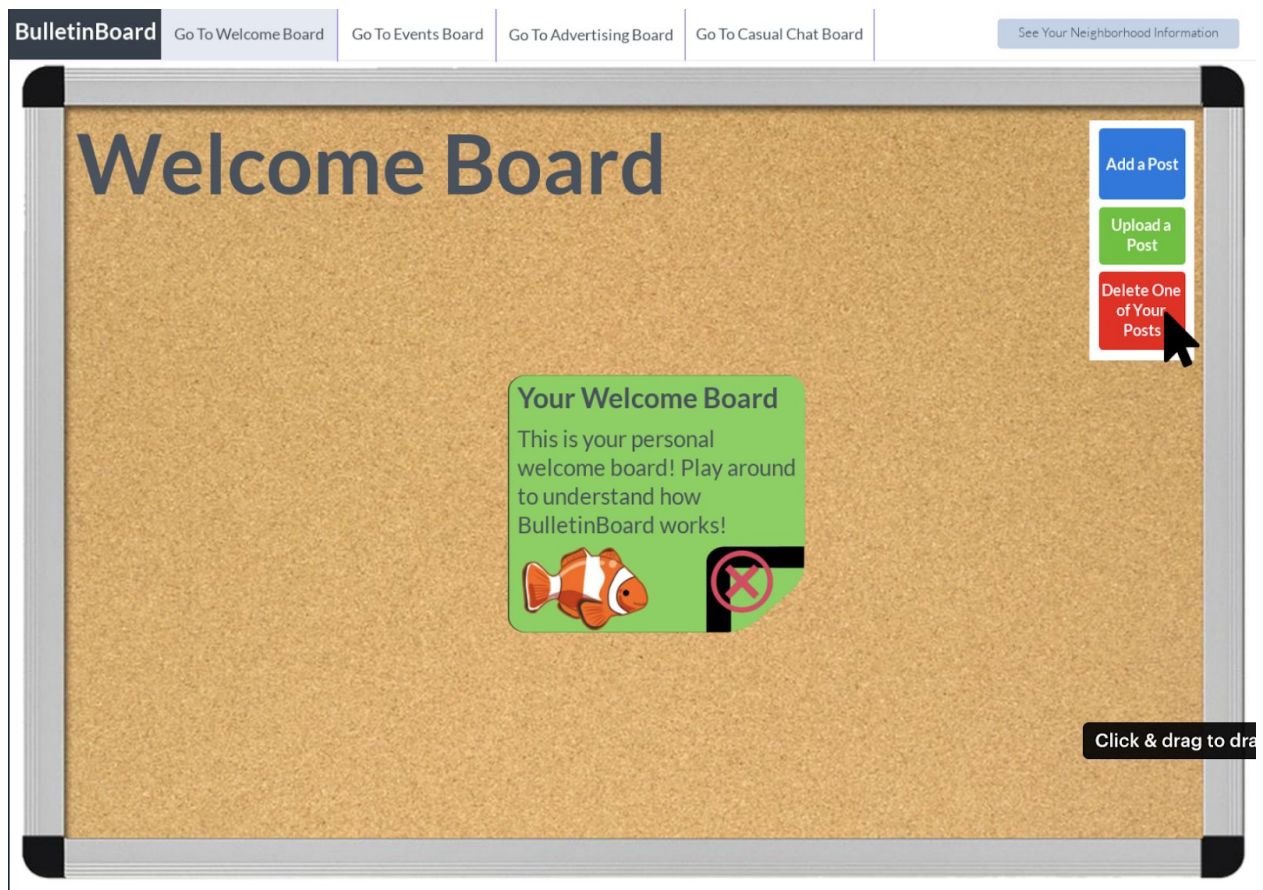 BulletinBoard
Go To Welcome Board
Go To Events Board
Go To Advertising Board
Go To Casual Chat Board
See Your Neighborhood Information
Welcome Board
Add a Post
Upload a
Post
Delete One
of Your
Posts
Your Welcome Board
This is your personal
welcome board! Play around
to understand how
BulletinBoard works!
Click & drag to